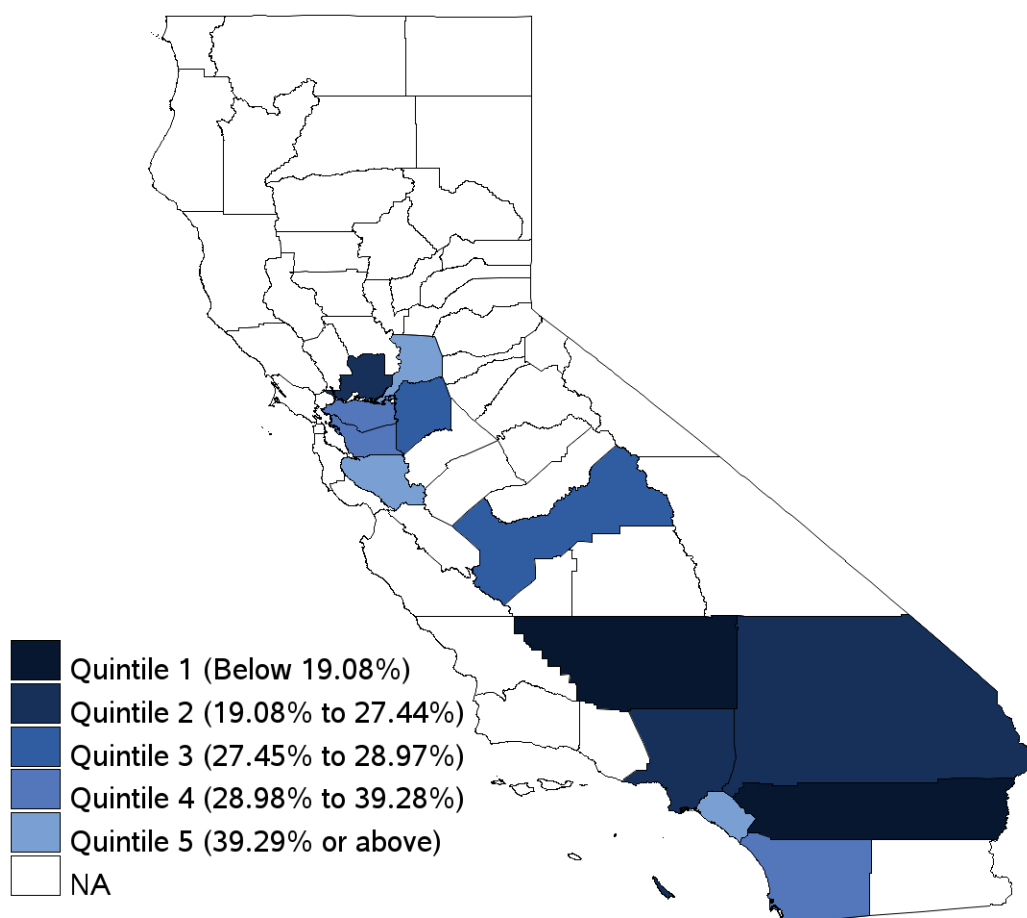 Quintile 1 (Below 19.08%)
Quintile 2 (19.08% to 27.44%)
Quintile 3 (27.45% to 28.97%)
Quintile 4 (28.98% to 39.28%)
Quintile 5 (39.29% or above)
NA